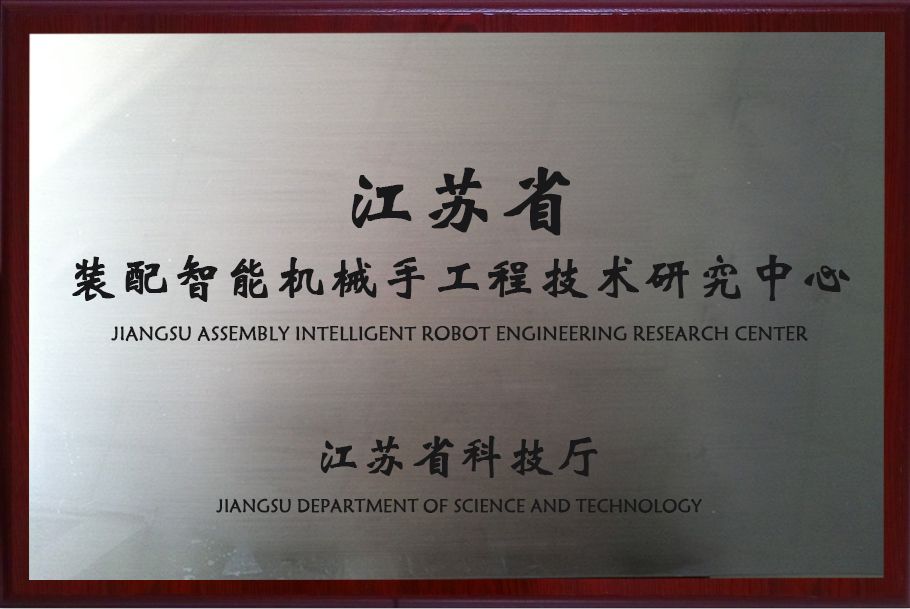 江苏省
装配智能机械手工程技术研究中心
JIANGSU ASSEMBLY INTELLIGENT ROBOT ENGINEERING RESEARCH CENTER
江苏省科技厅
JIANGSU DEPARTMENT OF SCIENCE AND TECHNOLOGY